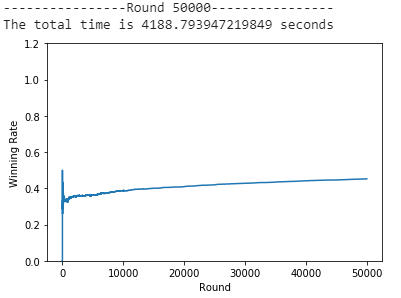 ----------------Round 50000----------------
The total time is 4188.793947219849 seconds
1.2
1.0
0.8
0.6
0.4
0.2
0.0
Winning Rate
0 10000 20000 30000 40000 50000
Round